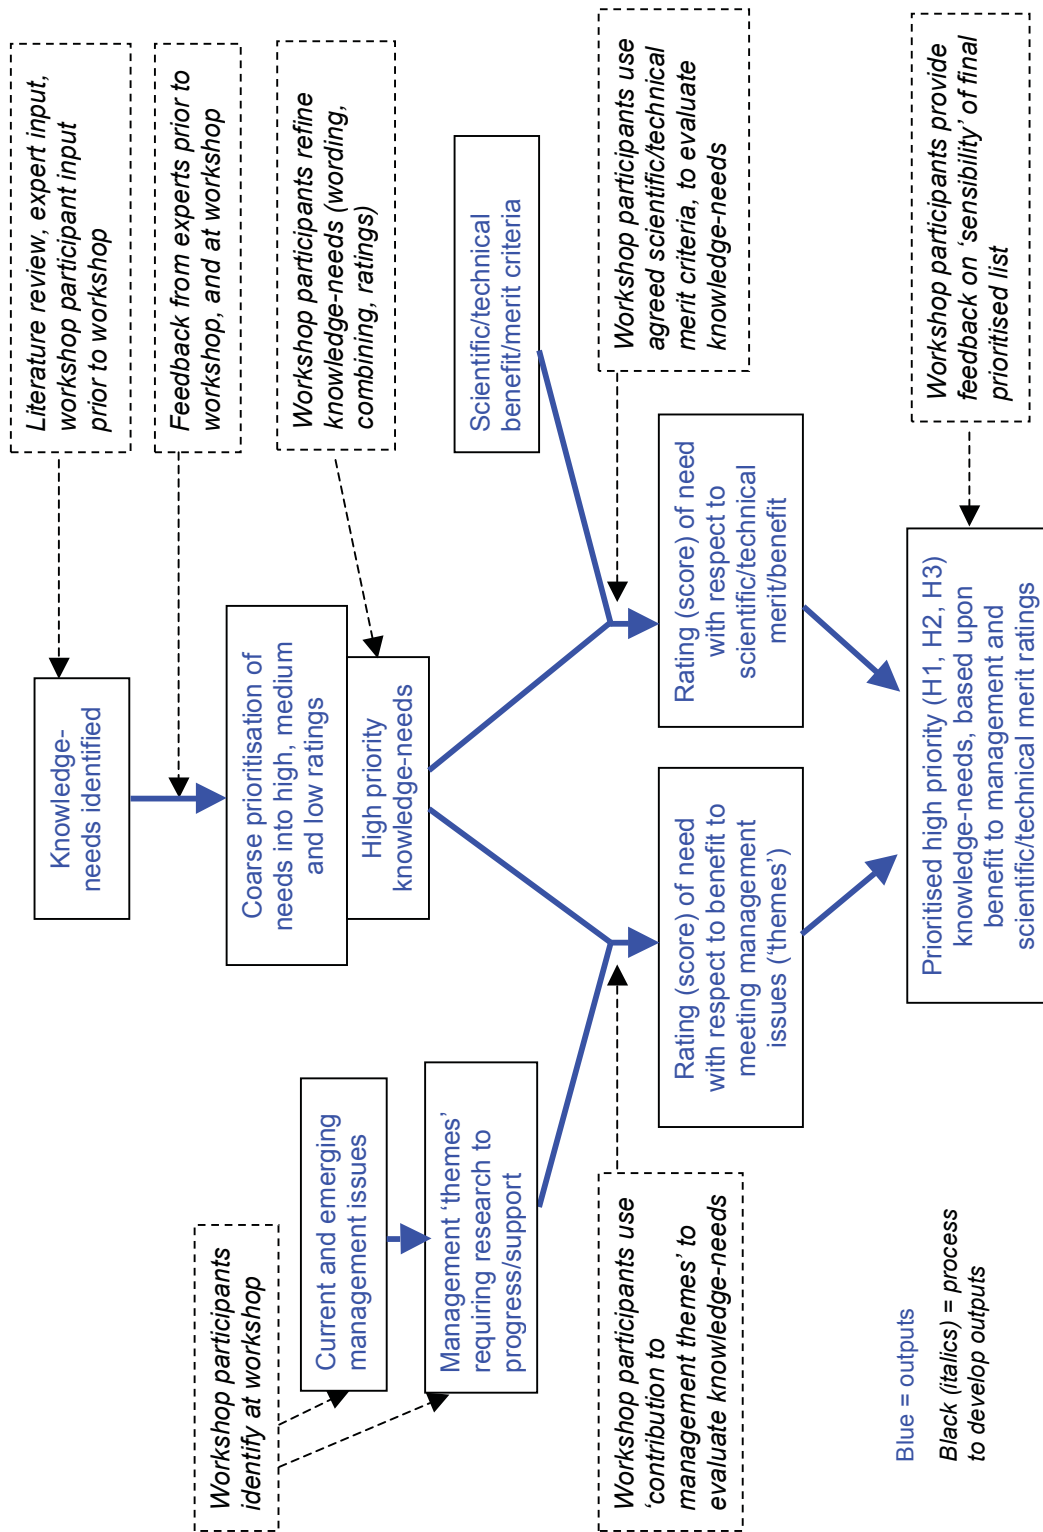 Workshop participants
identify at workshop
Current and emerging
management issues
Management ‘themes’
requiring research to
progress/support
Knowledge-
needs identified
Coarse prioritisation of
needs into high, medium
and low ratings
High priority
knowledge-needs
Literature review, expert input,
workshop participant input
prior to workshop
Feedback from experts prior to
workshop, and at workshop
Workshop participants refine
knowledge-needs (wording,
combining, ratings)
Scientific/technical
benefit/merit criteria
Workshop participants use
‘contribution to
management themes’ to
evaluate knowledge-needs
Rating (score) of need
with respect to benefit to
meeting management
issues (‘themes’)
Rating (score) of need
with respect to
scientific/technical
merit/benefit
Workshop participants use
agreed scientific/technical
merit criteria, to evaluate
knowledge-needs
Prioritised high priority (H1, H2, H3)
knowledge-needs, based upon
benefit to management and
scientific/technical merit ratings
Workshop participants provide
feedback on ‘sensibility’ of final
prioritised list
Blue = outputs
Black (italics) = process
to develop outputs